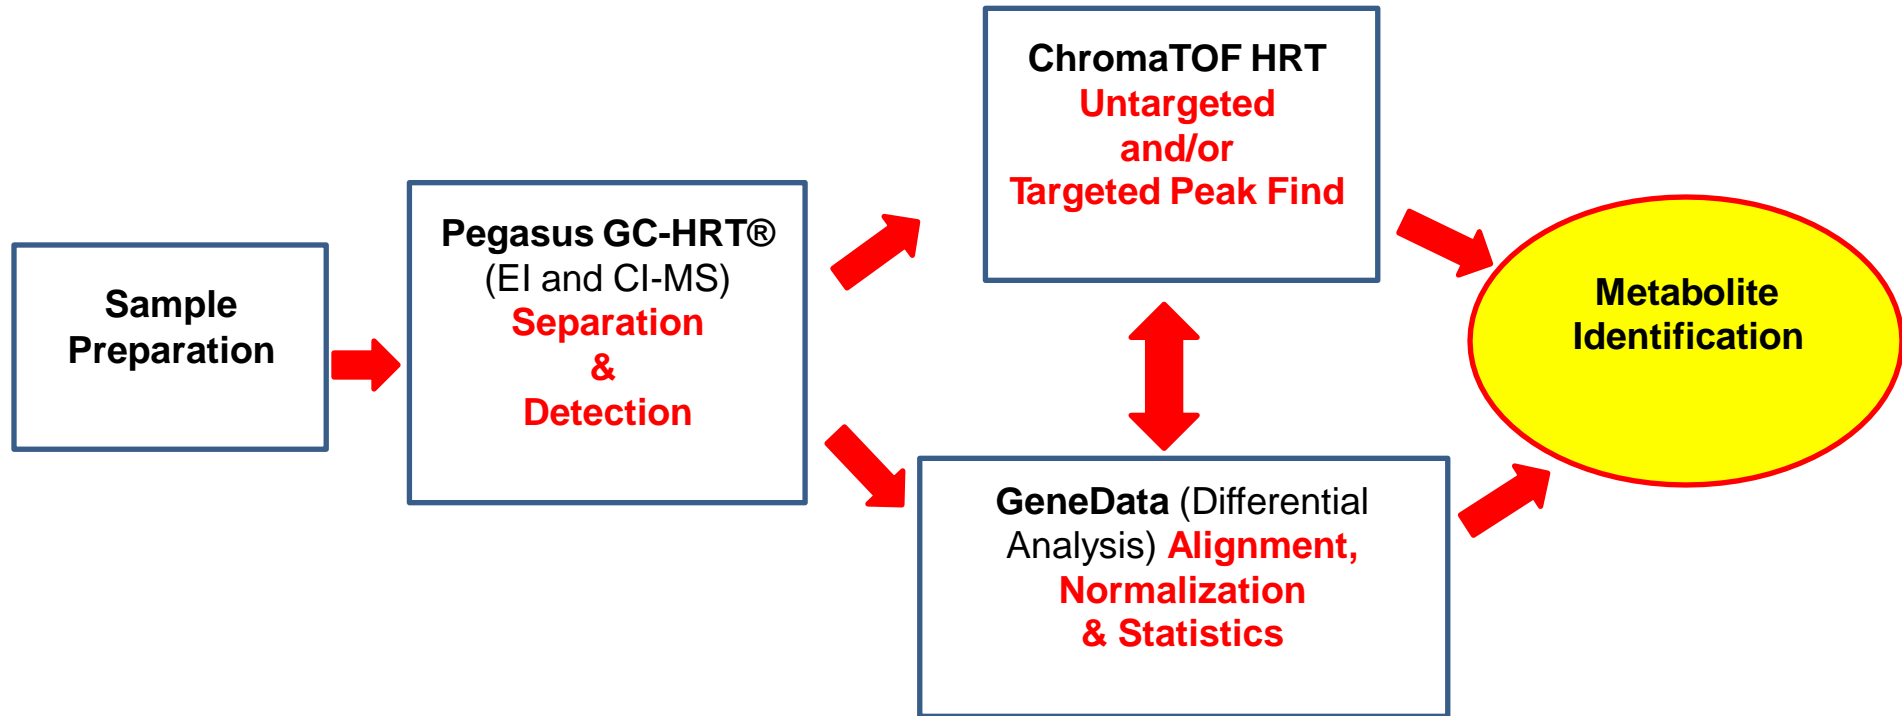 Sample
Preparation
Pegasus GC-HRT®
(EI and CI-MS)
Separation
&
Detection
ChromaTOF HRT
Untargeted
and/or
Targeted Peak Find
GeneData (Differential
Analysis) Alignment,
Normalization
& Statistics
Metabolite
Identification